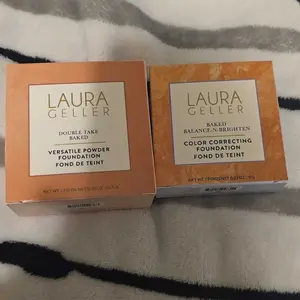 LAURA
GELLER
DOUBLE TAKE
BAKED
VERSATILE POWDER
FOUNDATION
FOND DE TEINT
LAURA
GELLER
BAKED
BALANCE-N-BRIGHTEN
COLOR CORRECTING
FOUNDATION
FOND DE TEINT